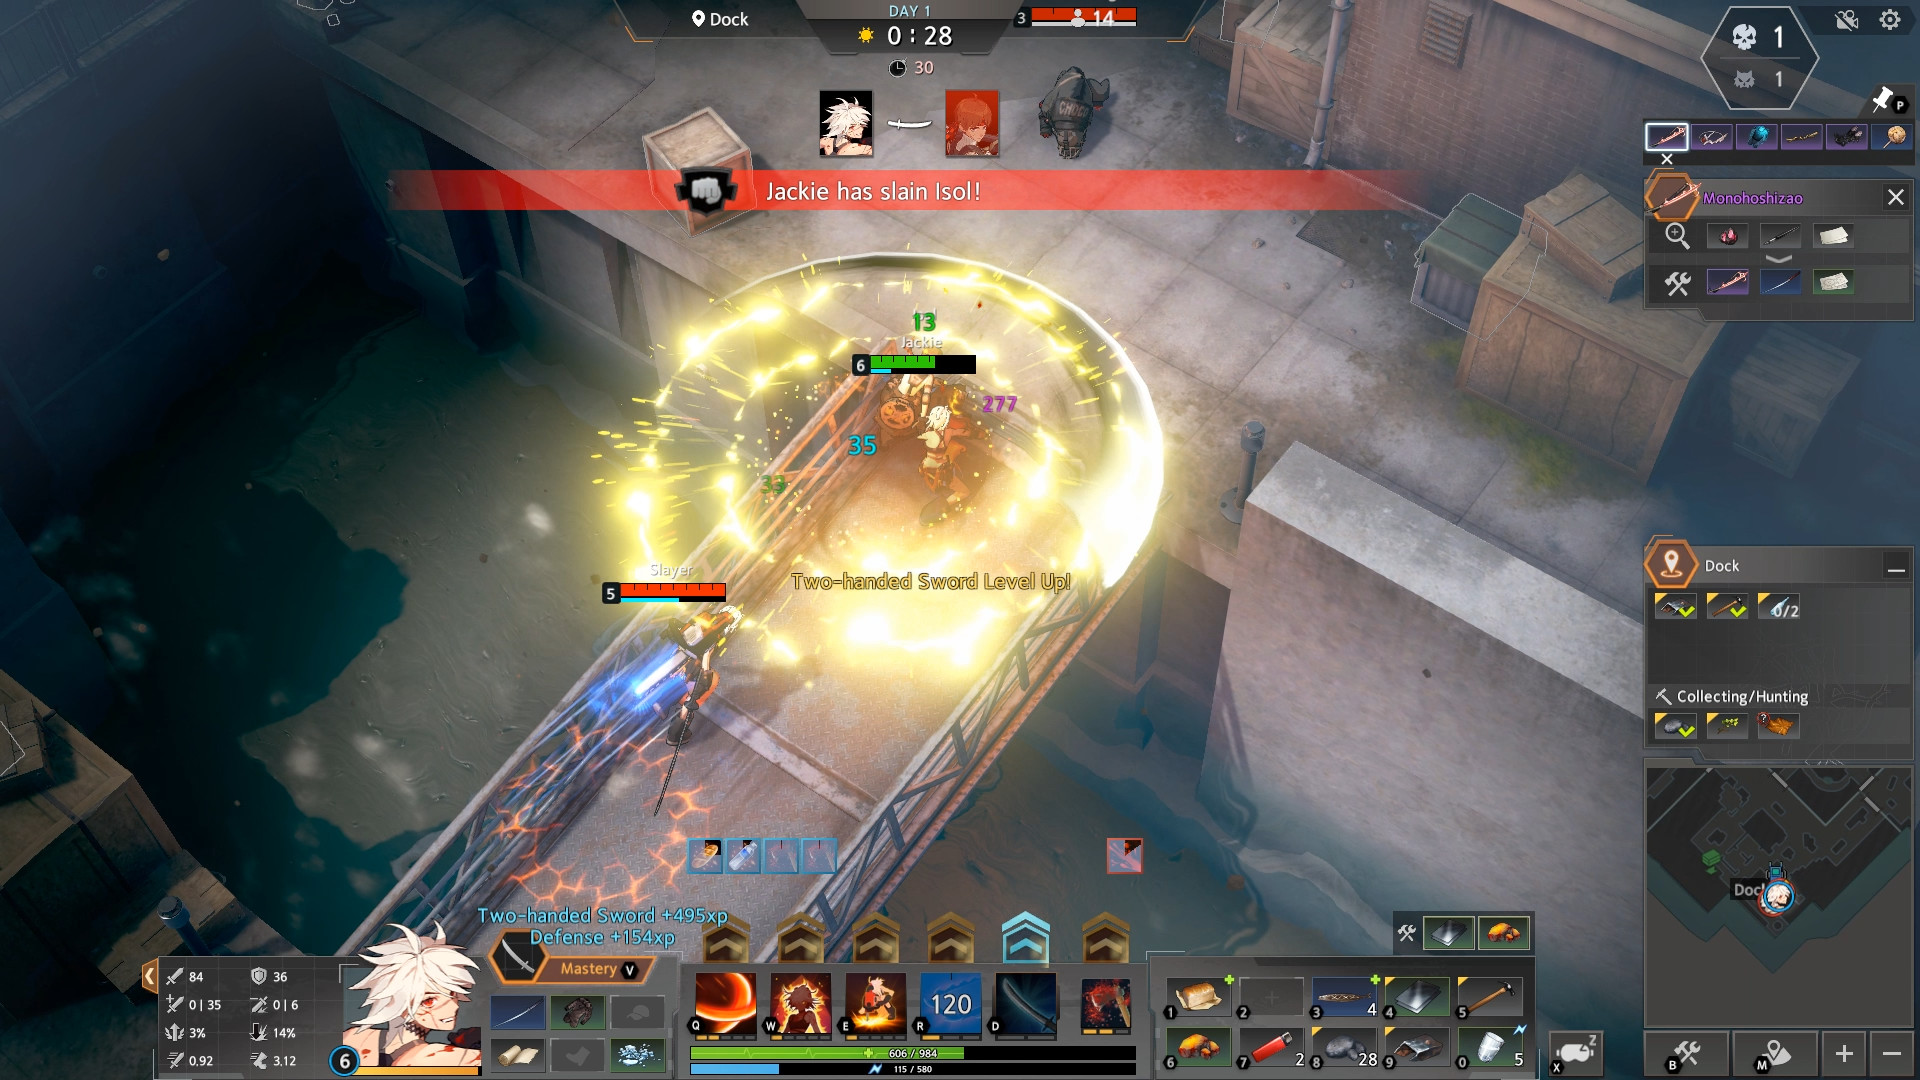 Dock
DAY 1
0 : 28
30
3
14
1
1
P
Jackie has slain Isol!
Monohoshizao
13
Jackie
6
277
35
33
Slayer
5
Two-handed Sword Level Up!
Dock
0/2
Collecting/Hunting
Dock
Two-handed Sword +495xp
Defense +154xp
Mastery V
84
36
0 | 35
0 | 6
3%
14%
0.92
3.12
6
Q
W
E
120
R
D
606 / 984
115 / 580
1
2
3
4
4
5
6
7
2
8
28
9
0
5
X
Z
B
M